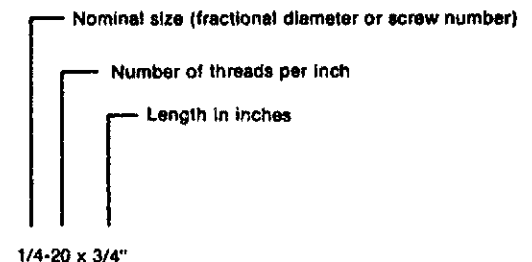 Nominal size (fractional diameter or screw number)
Number of threads per inch
Length in inches
1/4-20 x 3/4"